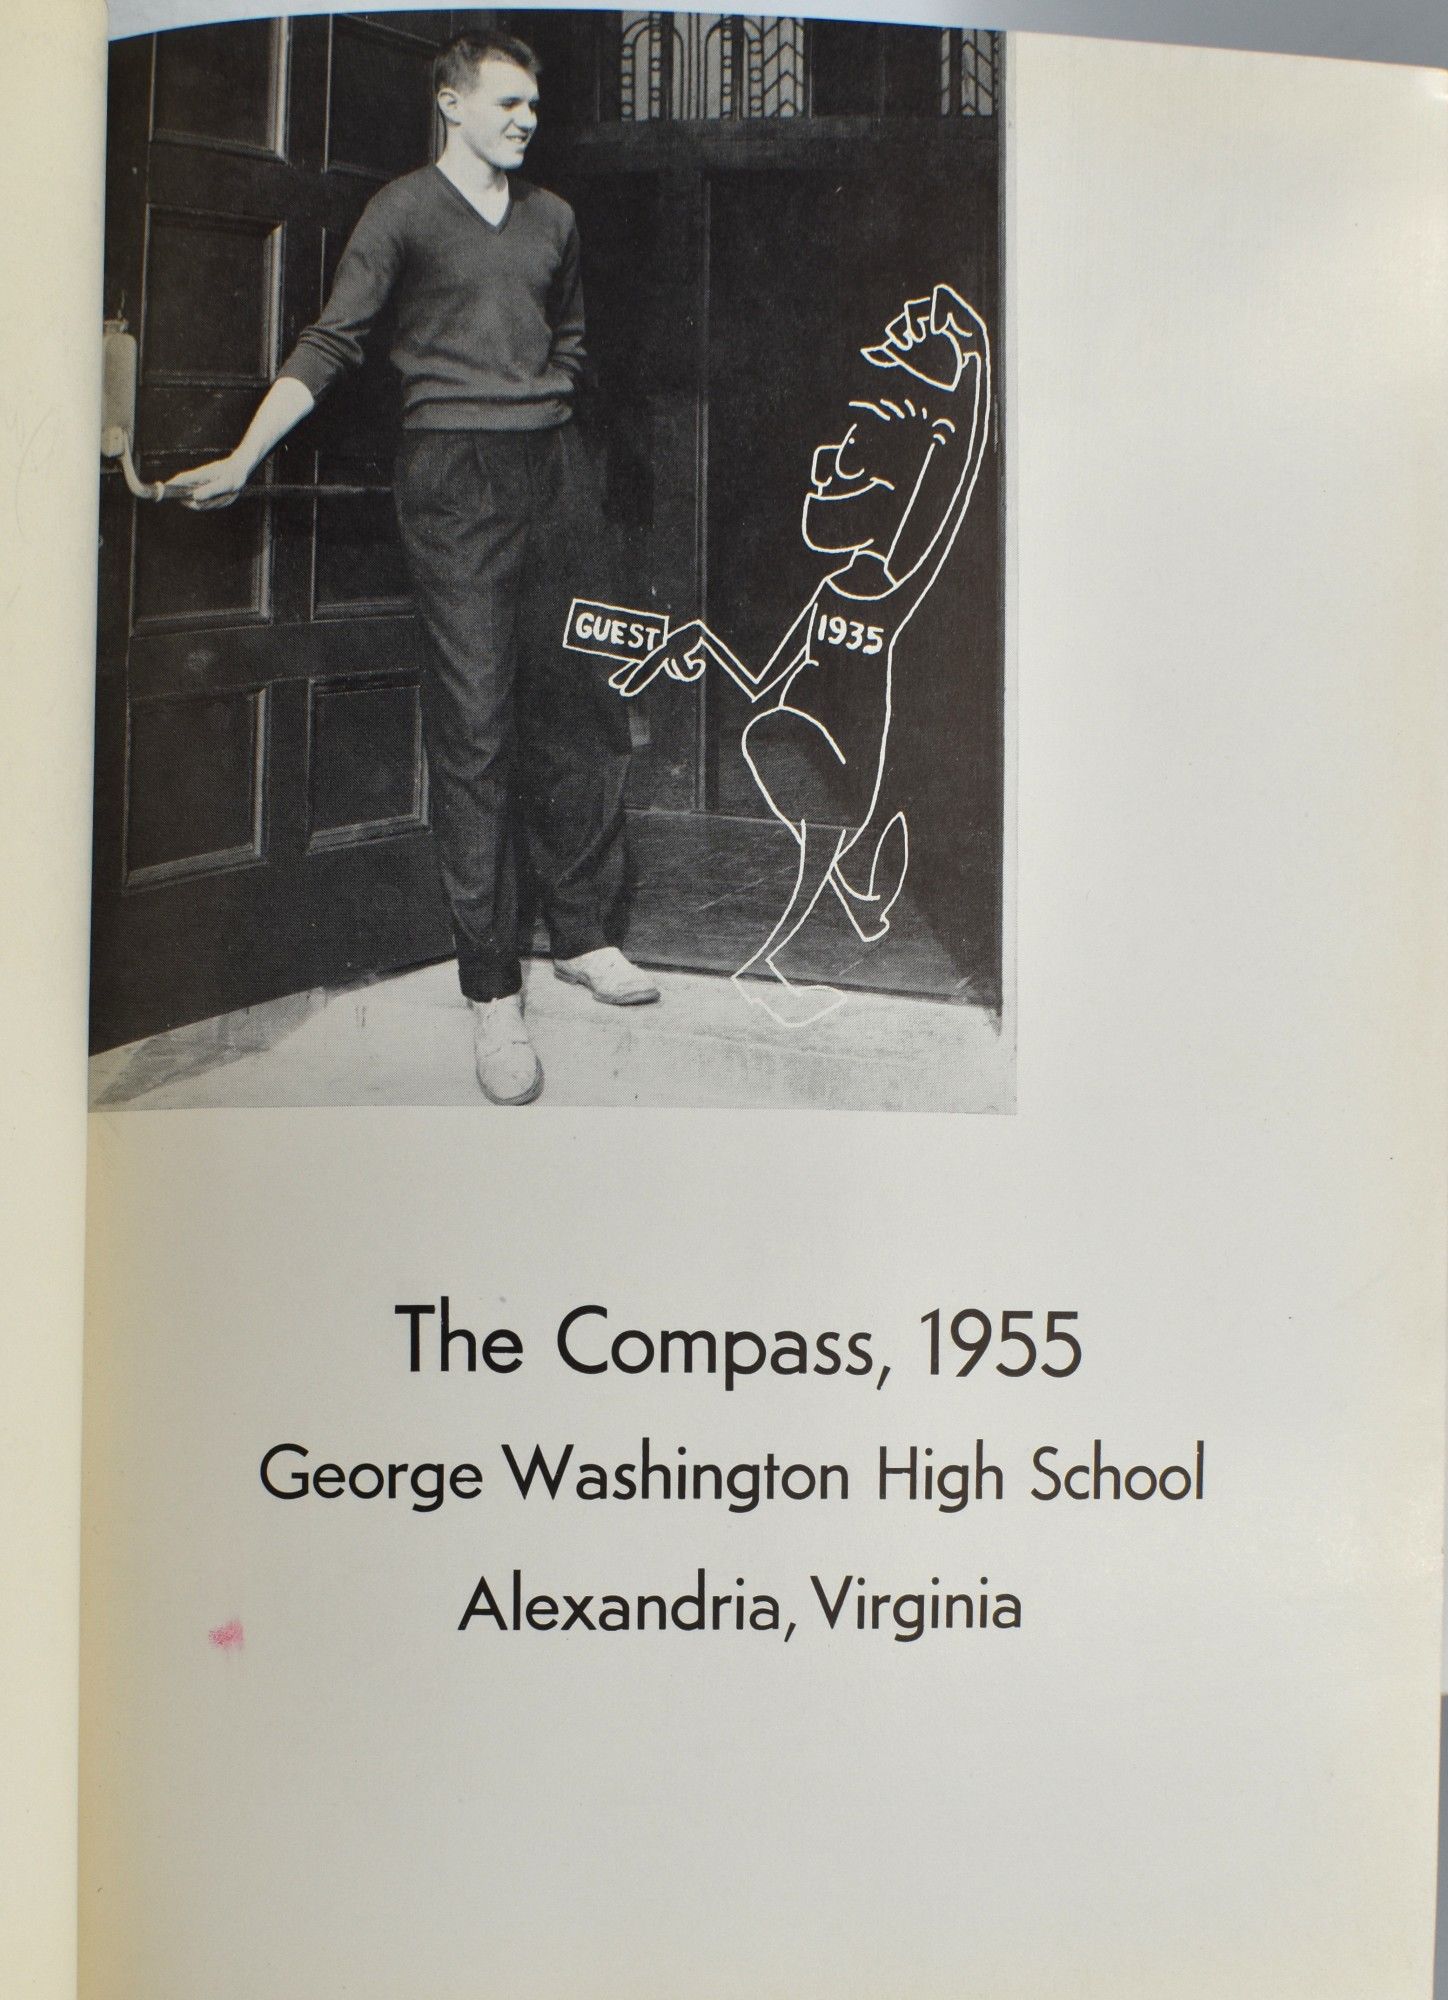 GUEST
1935
The Compass, 1955
George Washington High School
Alexandria, Virginia